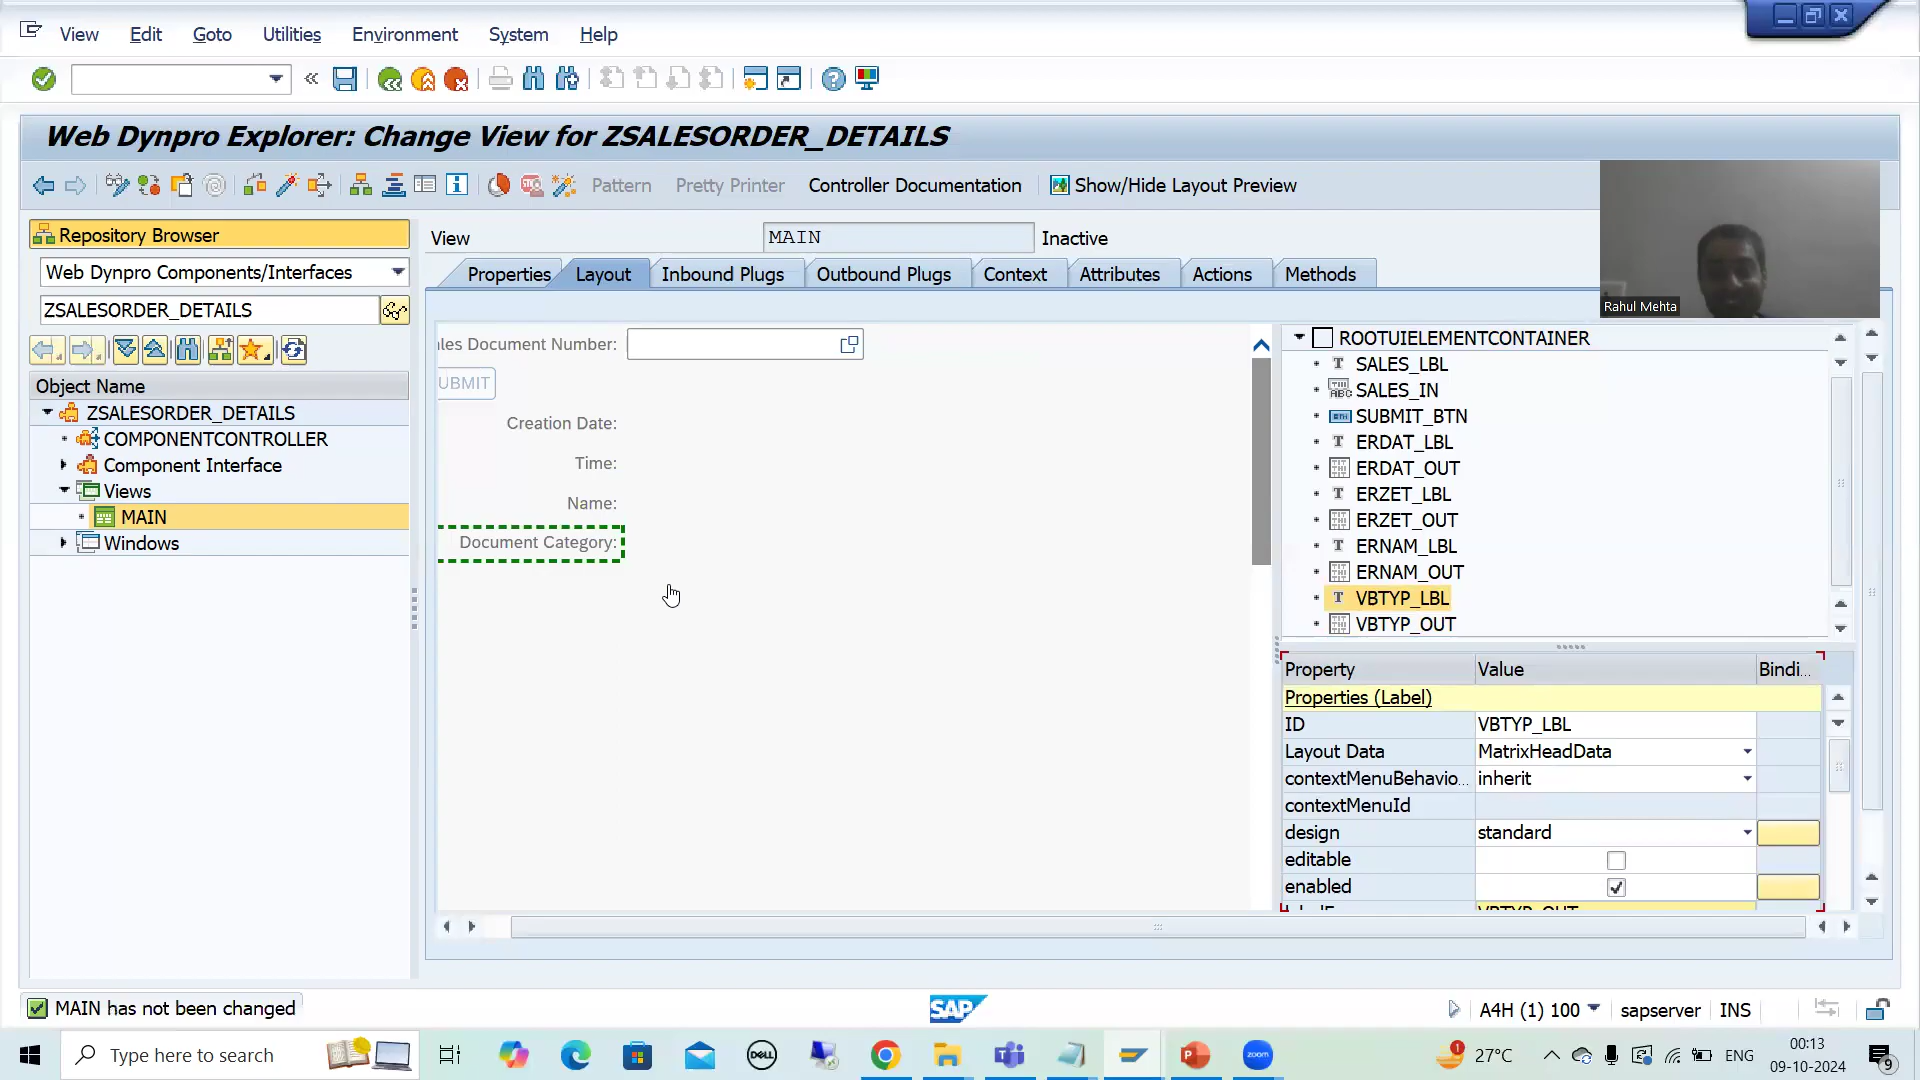 View Edit Goto Utilities Environment System Help
Web Dynpro Explorer: Change View for ZSALESORDER_DETAILS
Pattern Pretty Printer Controller Documentation Show/Hide Layout Preview
Repository Browser
Web Dynpro Components/Interfaces
ZSALESORDER_DETAILS
Object Name
ZSALESORDER_DETAILS
COMPONENTCONTROLLER
Component Interface
Views
MAIN
Windows
View MAIN Inactive
Properties Layout Inbound Plugs Outbound Plugs Context Attributes Actions Methods
Rahul Mehta
ales Document Number:
UBMIT
Creation Date:
Time:
Name:
Document Category:
ROOTUIELEMENTCONTAINER
SALES_LBL
SALES_IN
SUBMIT_BTN
ERDAT_LBL
ERDAT_OUT
ERZET_LBL
ERZET_OUT
ERNAM_LBL
ERNAM_OUT
VBTYP_LBL
VBTYP_OUT
Property Value Bindi...
Properties (Label)
ID VBTYP_LBL
Layout Data MatrixHeadData
contextMenuBehavio... inherit
contextMenuId
design standard
editable
enabled
MAIN has not been changed
SAP
A4H (1) 100 sapserver INS
Type here to search
DELL
zoom
1
27°C
ENG
00:13
09-10-2024
9